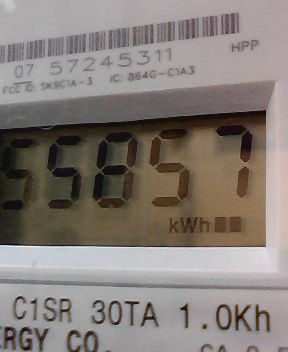 07 57245311
HPP
FCC ID: SK9C1A-3 IC: 864G-C1A3
55857
kWh
C1SR 30TA 1.0Kh
ERGY CO.